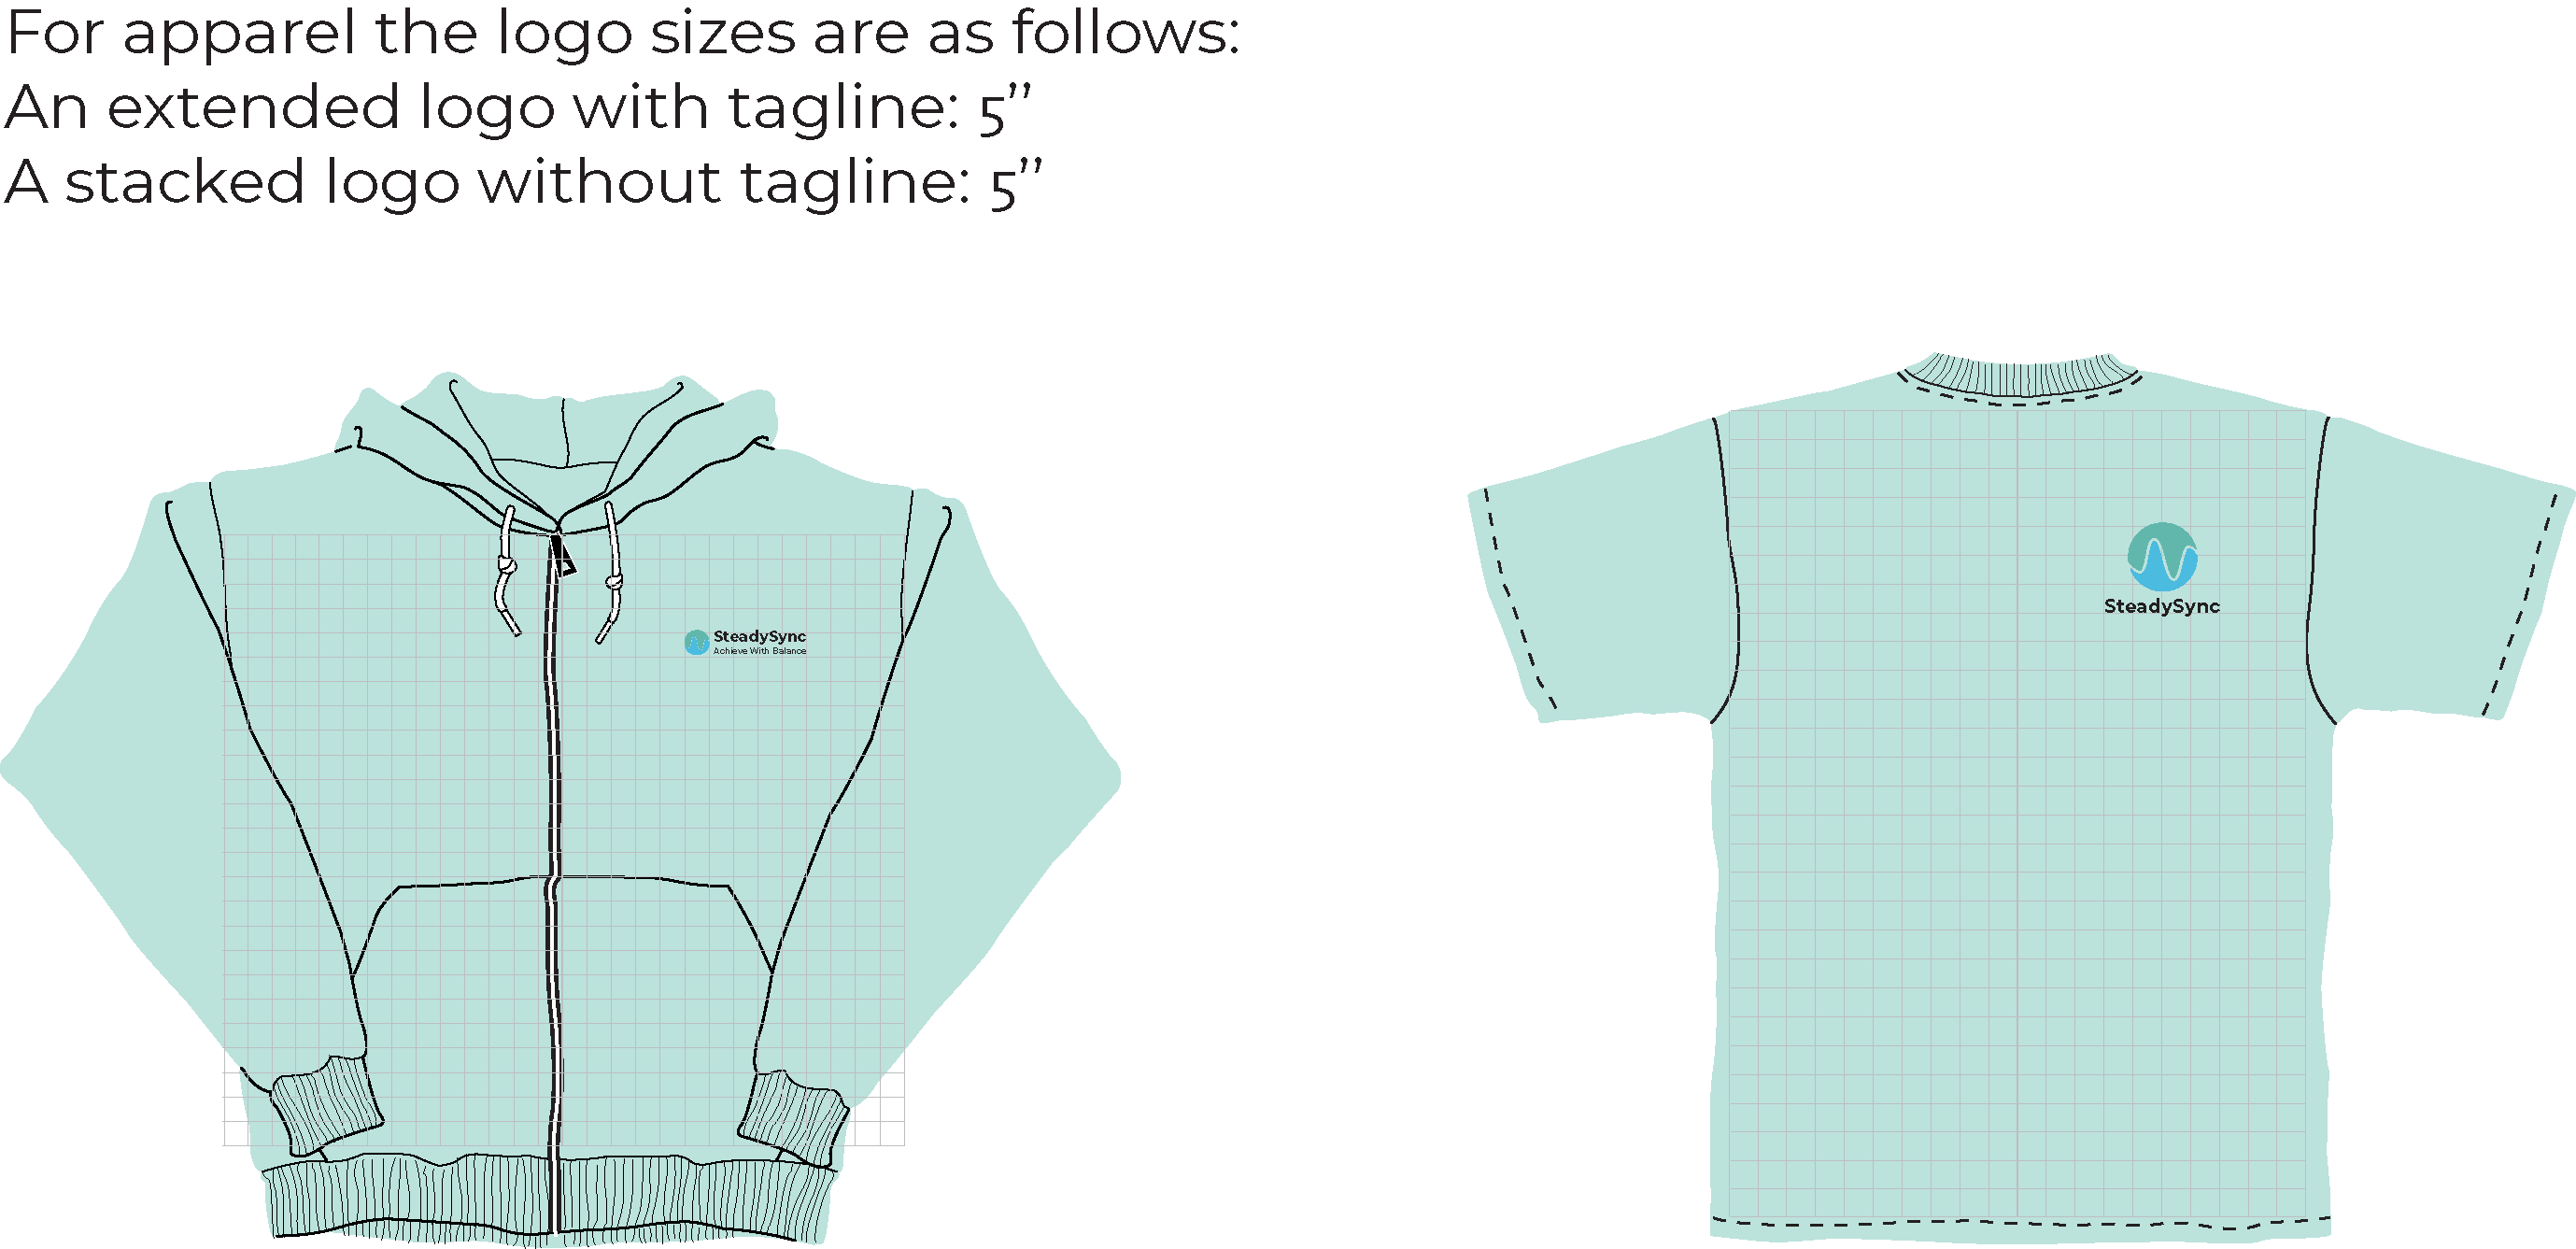 For apparel the logo sizes are as follows:
An extended logo with tagline: 5”
A stacked logo without tagline: 5”
SteadySync
Achieve With Balance
SteadySync